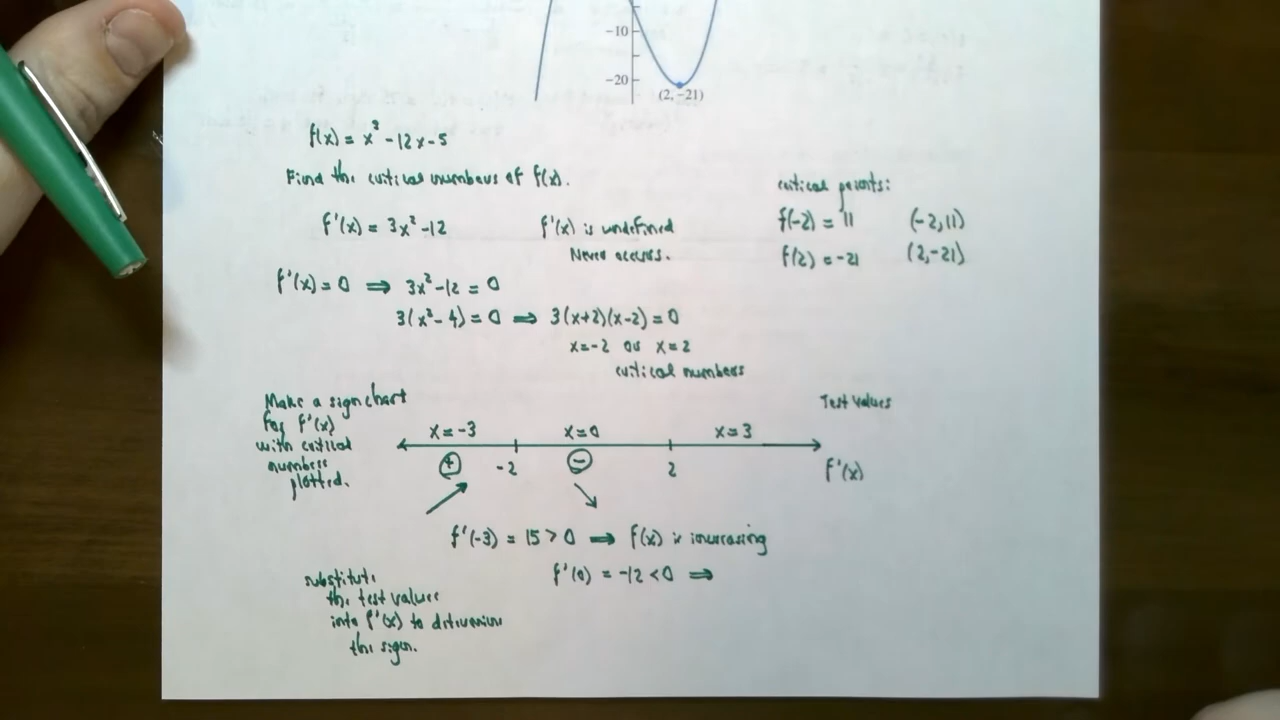 -10
-20
(2, -21)
f(x) = x³ - 12x - 5
Find the critical numbers of f(x).
f'(x) = 3x² - 12
f'(x) is undefined
Never occurs.
critical points:
f(-2) = 11 (-2, 11)
f(2) = -21 (2, -21)
f'(x) = 0 ⟹ 3x² - 12 = 0
3(x² - 4) = 0 ⟹ 3(x+2)(x-2) = 0
x = -2 or x = 2
critical numbers
Make a sign chart
for f'(x)
with critical
numbers
plotted.
Test values
x = -3 x = 0 x = 3
+ -2 - 2 f'(x)
f'(-3) = 15 > 0 ⟹ f(x) is increasing
f'(0) = -12 < 0 ⟹
substitute
the test values
into f'(x) to determine
the sign.